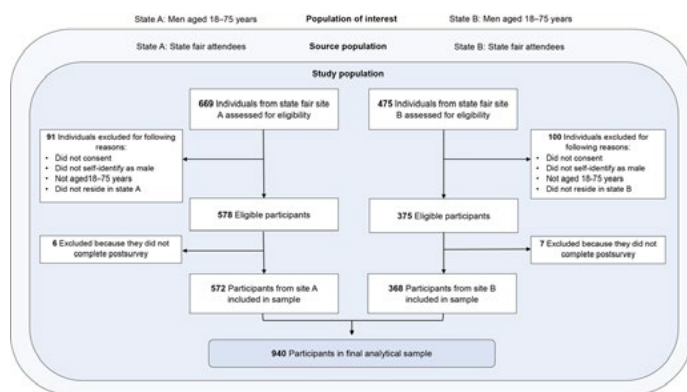 State A: Men aged 18–75 years
Population of interest
State B: Men aged 18–75 years
State A: State fair attendees
Source population
State B: State fair attendees
Study population
669 Individuals from state fair site
A assessed for eligibility
475 Individuals from state fair site
B assessed for eligibility
91 Individuals excluded for following
reasons:
• Did not consent
• Did not self-identify as male
• Not aged18–75 years
• Did not reside in state A
100 Individuals excluded for
following reasons:
• Did not consent
• Did not self-identify as male
• Not aged 18-75 years
• Did not reside in state B
578 Eligible participants
375 Eligible participants
6 Excluded because they did not
complete postsurvey
7 Excluded because they did not
complete postsurvey
572 Participants from site A
included in sample
368 Participants from site B
included in sample
940 Participants in final analytical sample